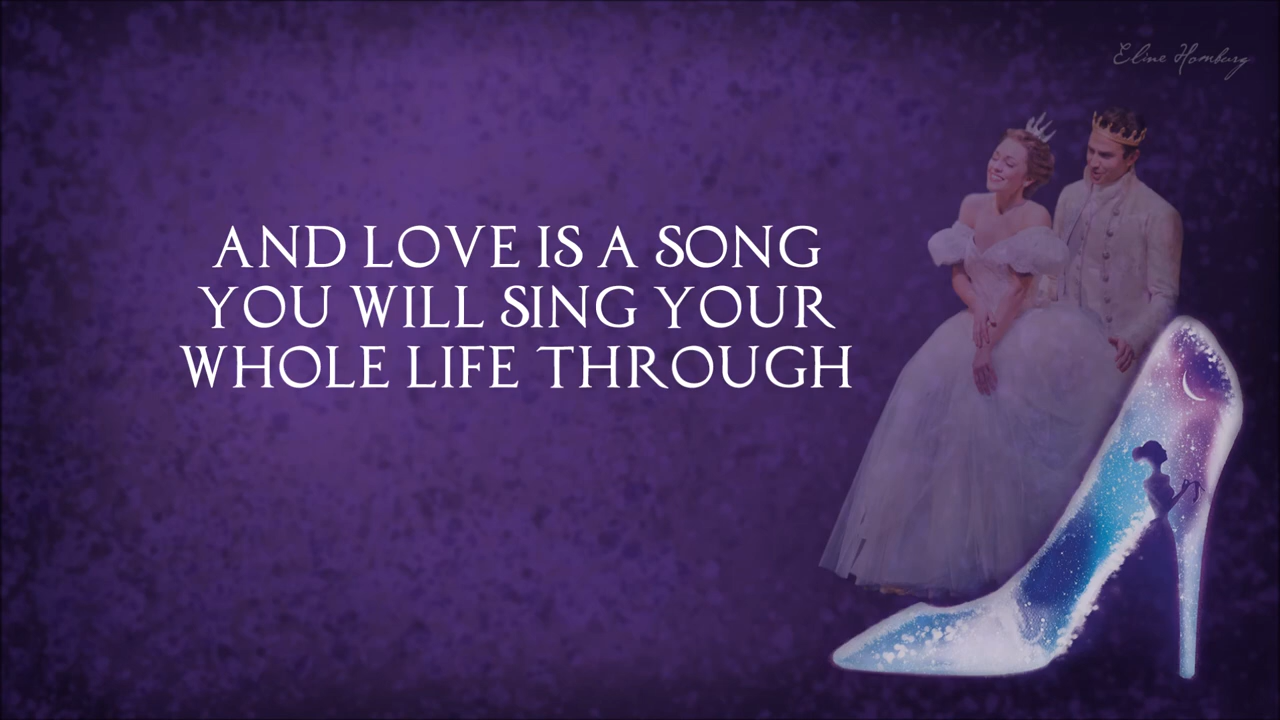 Eline Homburg
AND LOVE IS A SONG
YOU WILL SING YOUR
WHOLE LIFE THROUGH